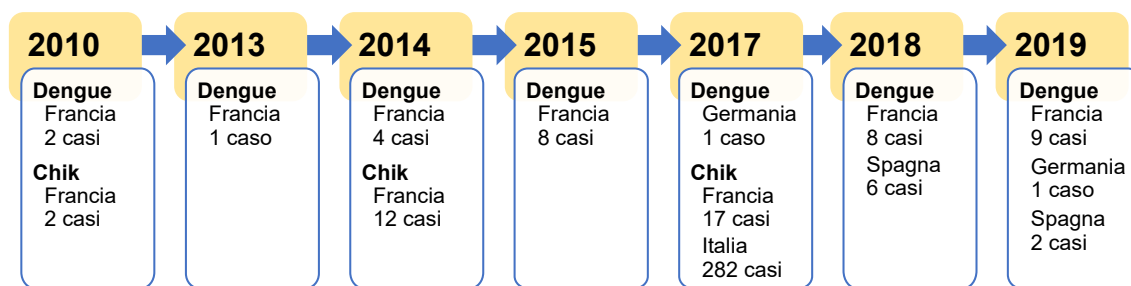 2010
Dengue
Francia
2 casi
Chik
Francia
2 casi
2013
Dengue
Francia
1 caso
2014
Dengue
Francia
4 casi
Chik
Francia
12 casi
2015
Dengue
Francia
8 casi
2017
Dengue
Germania
1 caso
Chik
Francia
17 casi
Italia
282 casi
2018
Dengue
Francia
8 casi
Spagna
6 casi
2019
Dengue
Francia
9 casi
Germania
1 caso
Spagna
2 casi